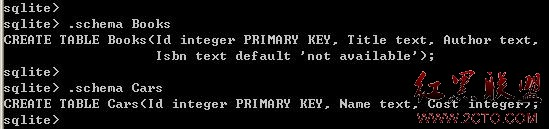 sqlite>
sqlite> .schema Books
CREATE TABLE Books(Id integer PRIMARY KEY, Title text, Author text,
Isbn text default 'not available');
sqlite>
sqlite> .schema Cars
CREATE TABLE Cars(Id integer PRIMARY KEY, Name text, Cost integer);
sqlite>
红黑联盟
WWW.2CTO.COM